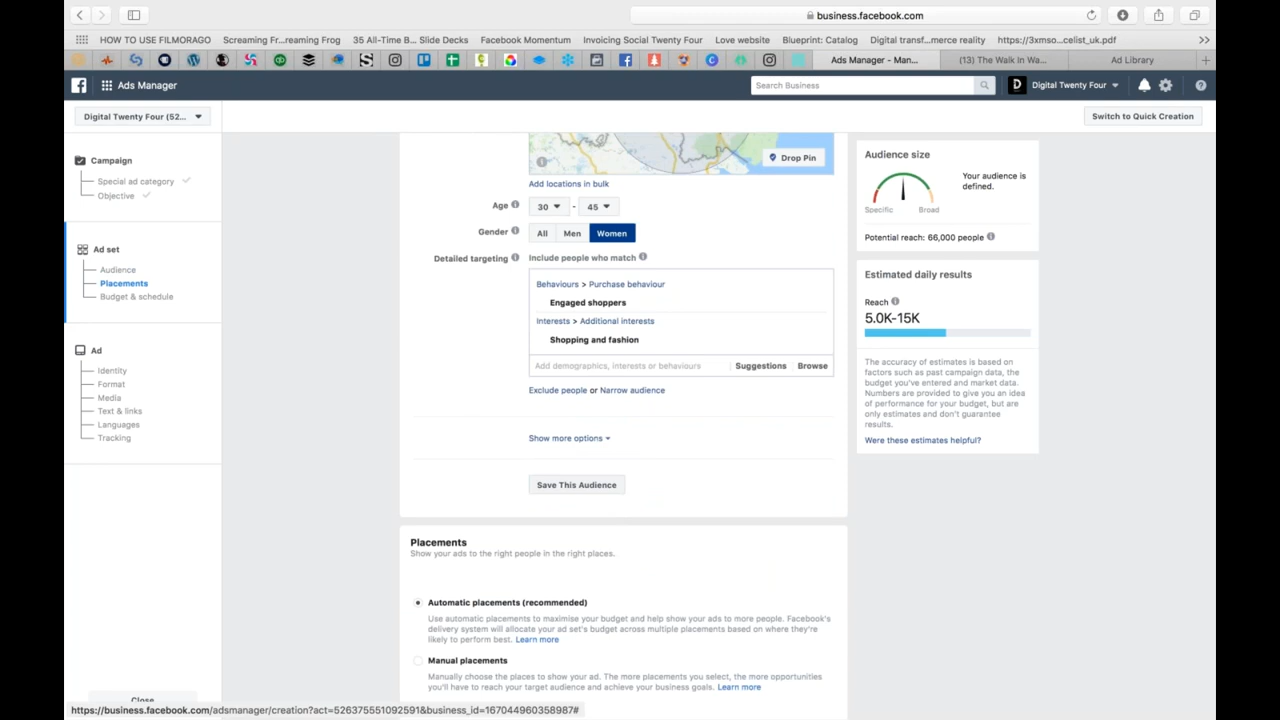 business.facebook.com
HOW TO USE FILMORAGO Screaming Fr...reaming Frog 35 All-Time B... Slide Decks Facebook Momentum Invoicing Social Twenty Four Love website Blueprint: Catalog Digital transf...merce reality https://3xmso...celist_uk.pdf >>
Ads Manager - Man... (13) The Walk In Wa... Ad Library
Ads Manager Search Business Digital Twenty Four
Digital Twenty Four (52... Switch to Quick Creation
Campaign
Special ad category
Objective
Ad set
Audience
Placements
Budget & schedule
Ad
Identity
Format
Media
Text & links
Languages
Tracking
Close
Drop Pin
Add locations in bulk
Age 30 - 45
Gender All Men Women
Detailed targeting Include people who match
Behaviours > Purchase behaviour
Engaged shoppers
Interests > Additional interests
Shopping and fashion
Add demographics, interests or behaviours Suggestions Browse
Exclude people or Narrow audience
Show more options
Save This Audience
Placements
Show your ads to the right people in the right places.
Automatic placements (recommended)
Use automatic placements to maximise your budget and help show your ads to more people. Facebook's
delivery system will allocate your ad set's budget across multiple placements based on where they're
likely to perform best. Learn more
Manual placements
Manually choose the places to show your ad. The more placements you select, the more opportunities
you'll have to reach your target audience and achieve your business goals. Learn more
Audience size
Your audience is
defined.
Specific Broad
Potential reach: 66,000 people
Estimated daily results
Reach
5.0K-15K
The accuracy of estimates is based on
factors such as past campaign data, the
budget you've entered and market data.
Numbers are provided to give you an idea
of performance for your budget, but are
only estimates and don't guarantee
results.
Were these estimates helpful?
https://business.facebook.com/adsmanager/creation?act=526375551092591&business_id=167044960358987#